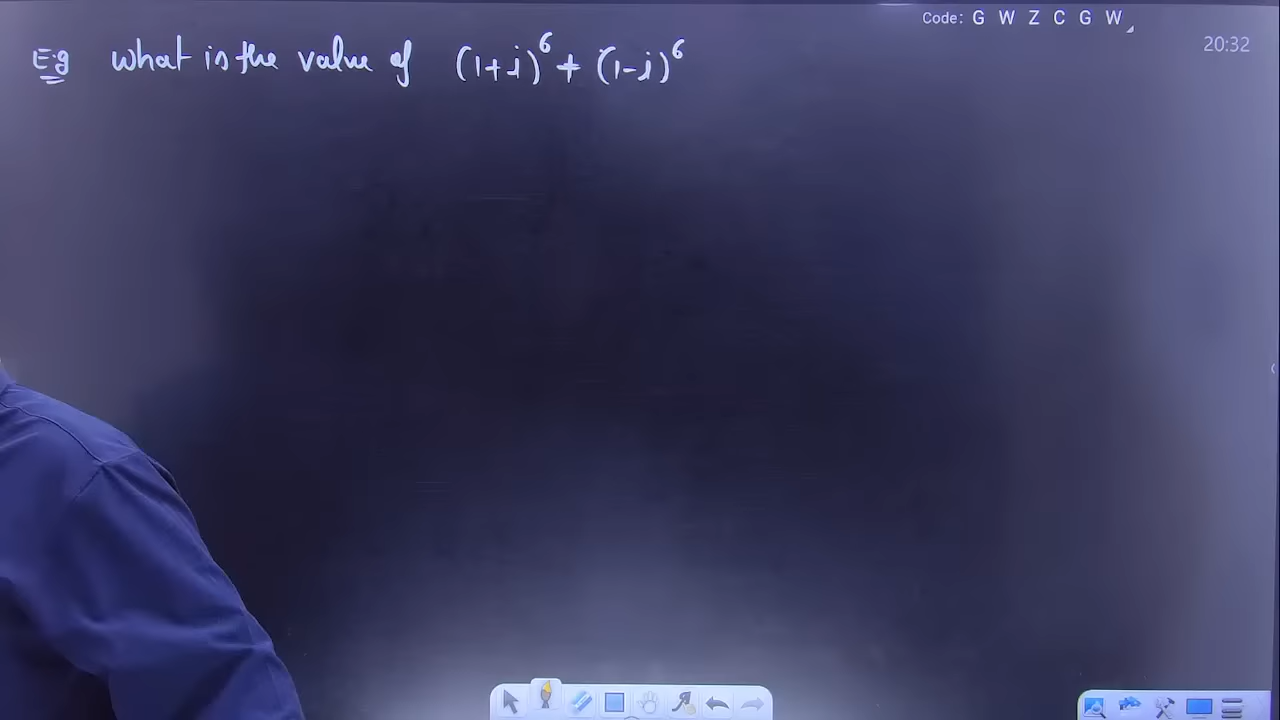 Code: G W Z C G W
20:32
E.g What is the value of (1+j)^6 + (1-j)^6